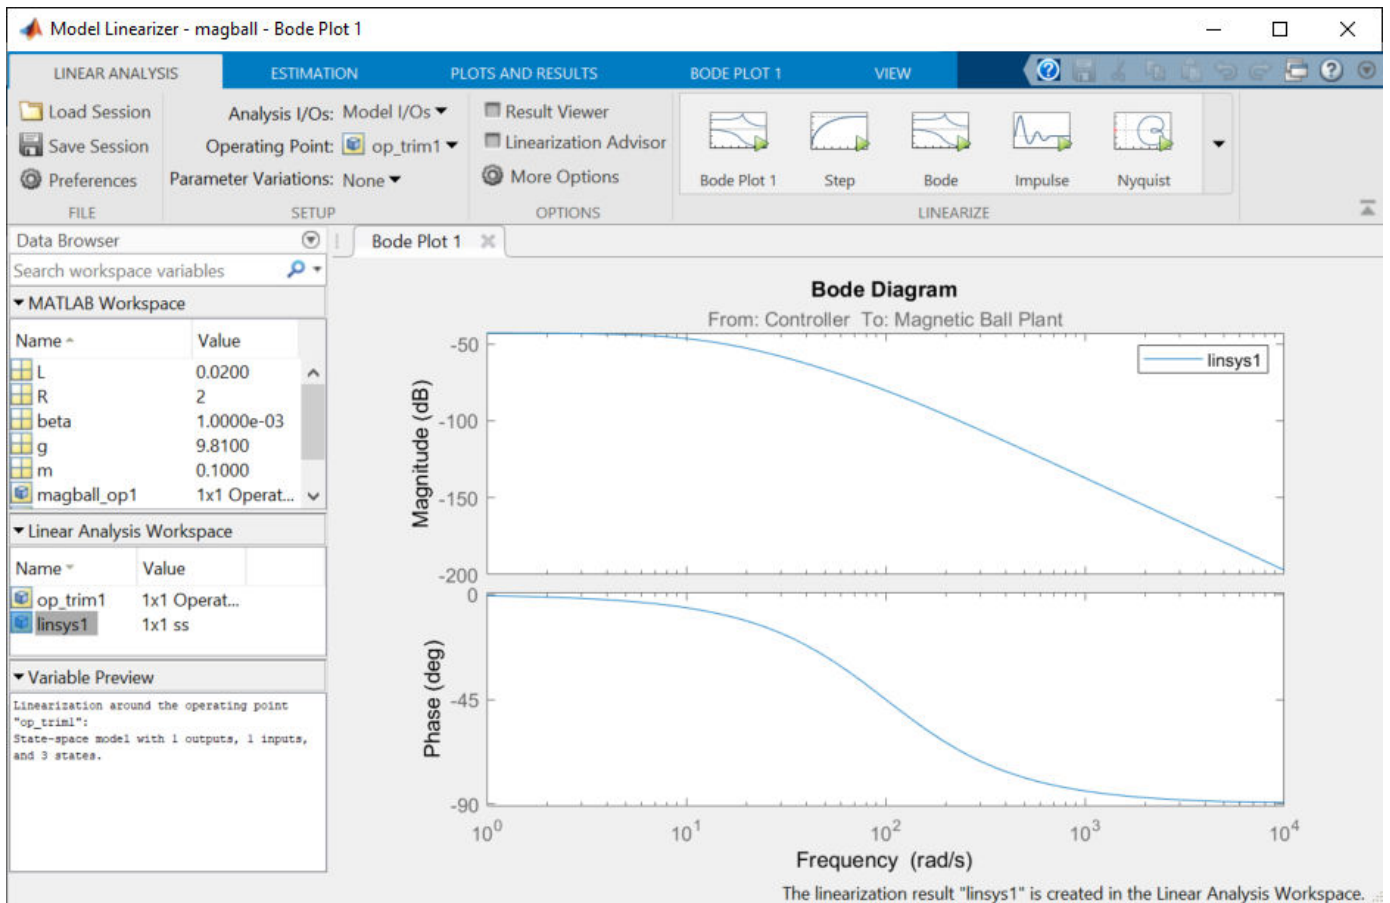 Model Linearizer - magball - Bode Plot 1
LINEAR ANALYSIS ESTIMATION PLOTS AND RESULTS BODE PLOT 1 VIEW
Load Session
Save Session
Preferences
FILE
Analysis I/Os: Model I/Os
Operating Point: op_trim1
Parameter Variations: None
SETUP
Result Viewer
Linearization Advisor
More Options
OPTIONS
Bode Plot 1 Step Bode Impulse Nyquist
LINEARIZE
Data Browser
Search workspace variables
MATLAB Workspace
Name Value
L 0.0200
R 2
beta 1.0000e-03
g 9.8100
m 0.1000
magball_op1 1x1 Operat...
Linear Analysis Workspace
Name Value
op_trim1 1x1 Operat...
linsys1 1x1 ss
Variable Preview
Linearization around the operating point
"op_trim1":
State-space model with 1 outputs, 1 inputs,
and 3 states.
Bode Plot 1
Bode Diagram
From: Controller To: Magnetic Ball Plant
Magnitude (dB)
-50
-100
-150
-200
linsys1
Phase (deg)
0
-45
-90
10^0 10^1 10^2 10^3 10^4
Frequency (rad/s)
The linearization result "linsys1" is created in the Linear Analysis Workspace.